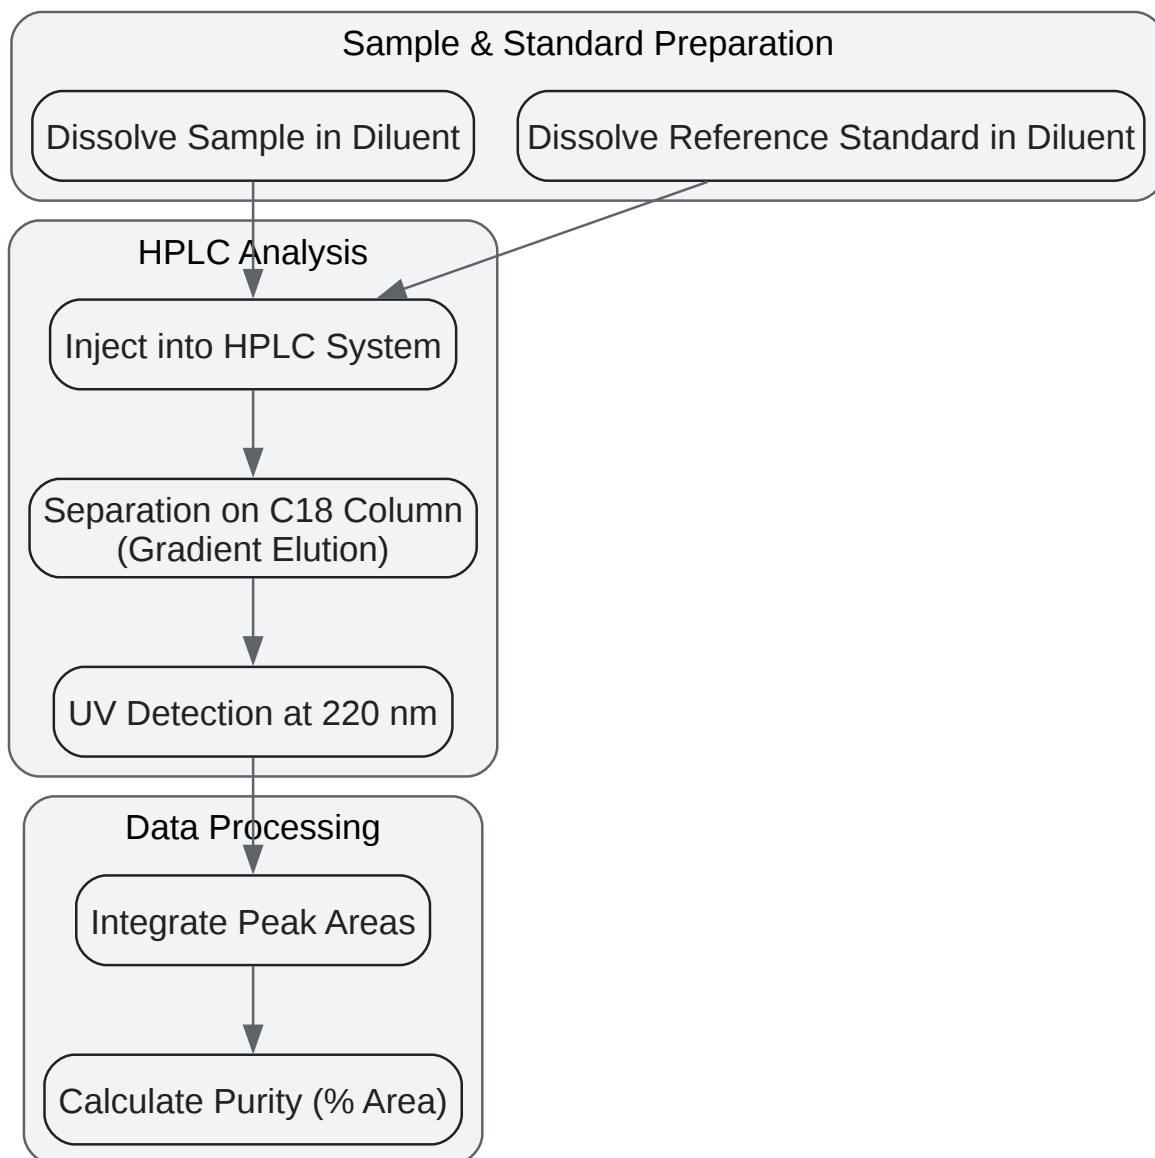 Sample & Standard Preparation
Dissolve Sample in Diluent
Dissolve Reference Standard in Diluent
HPLC Analysis
Inject into HPLC System
Separation on C18 Column
(Gradient Elution)
UV Detection at 220 nm
Data Processing
Integrate Peak Areas
Calculate Purity (% Area)